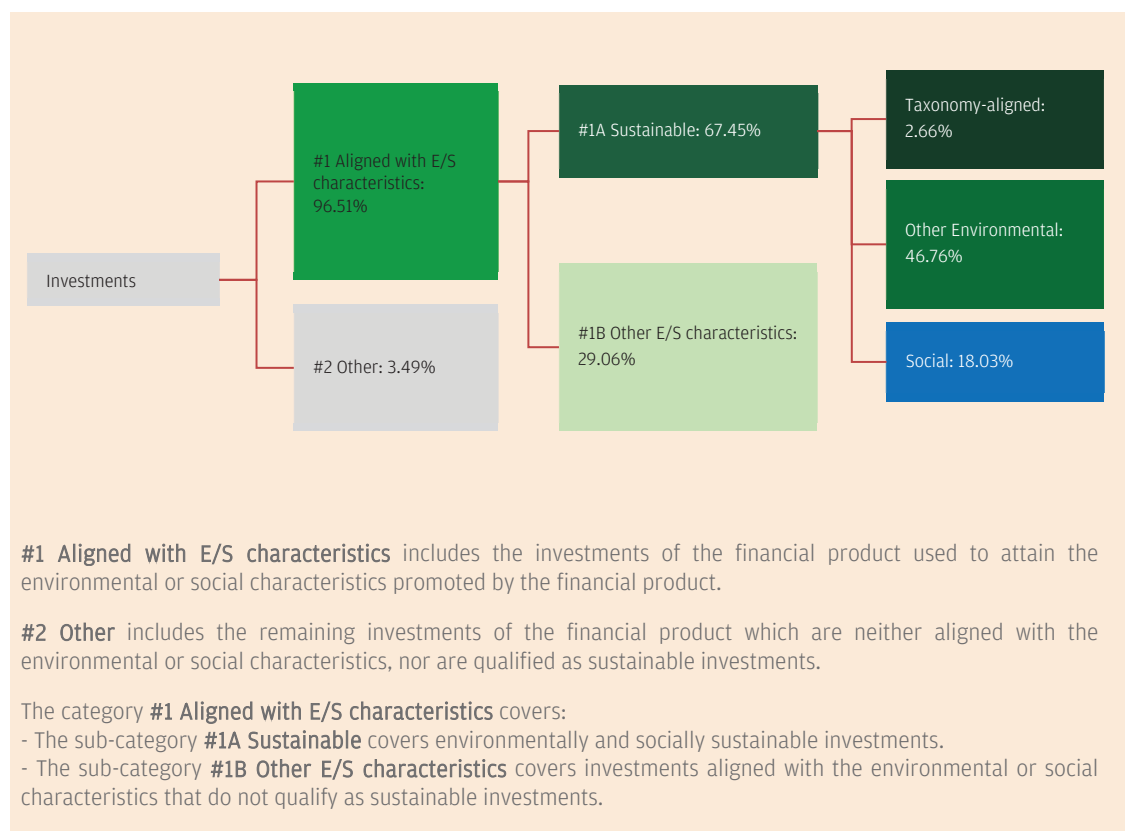 Investments
#1 Aligned with E/S
characteristics:
96.51%
#2 Other: 3.49%
#1A Sustainable: 67.45%
#1B Other E/S characteristics:
29.06%
Taxonomy-aligned:
2.66%
Other Environmental:
46.76%
Social: 18.03%
#1 Aligned with E/S characteristics includes the investments of the financial product used to attain the
environmental or social characteristics promoted by the financial product.
#2 Other includes the remaining investments of the financial product which are neither aligned with the
environmental or social characteristics, nor are qualified as sustainable investments.
The category #1 Aligned with E/S characteristics covers:
- The sub-category #1A Sustainable covers environmentally and socially sustainable investments.
- The sub-category #1B Other E/S characteristics covers investments aligned with the environmental or social
characteristics that do not qualify as sustainable investments.